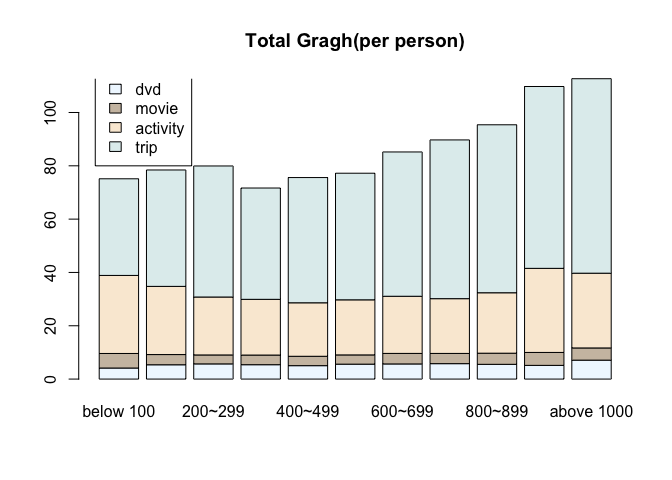 Total Gragh(per person)
dvd
movie
activity
trip
100
80
60
40
20
0
below 100 200~299 400~499 600~699 800~899 above 1000